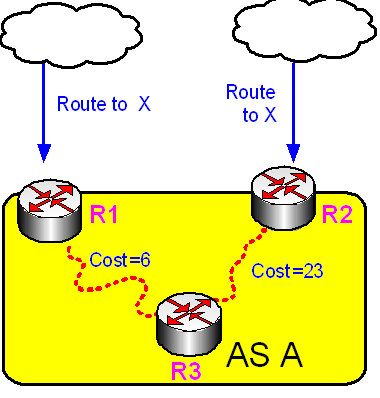 Route to X
Route
to X
R1
R2
Cost=6
Cost=23
R3
AS A